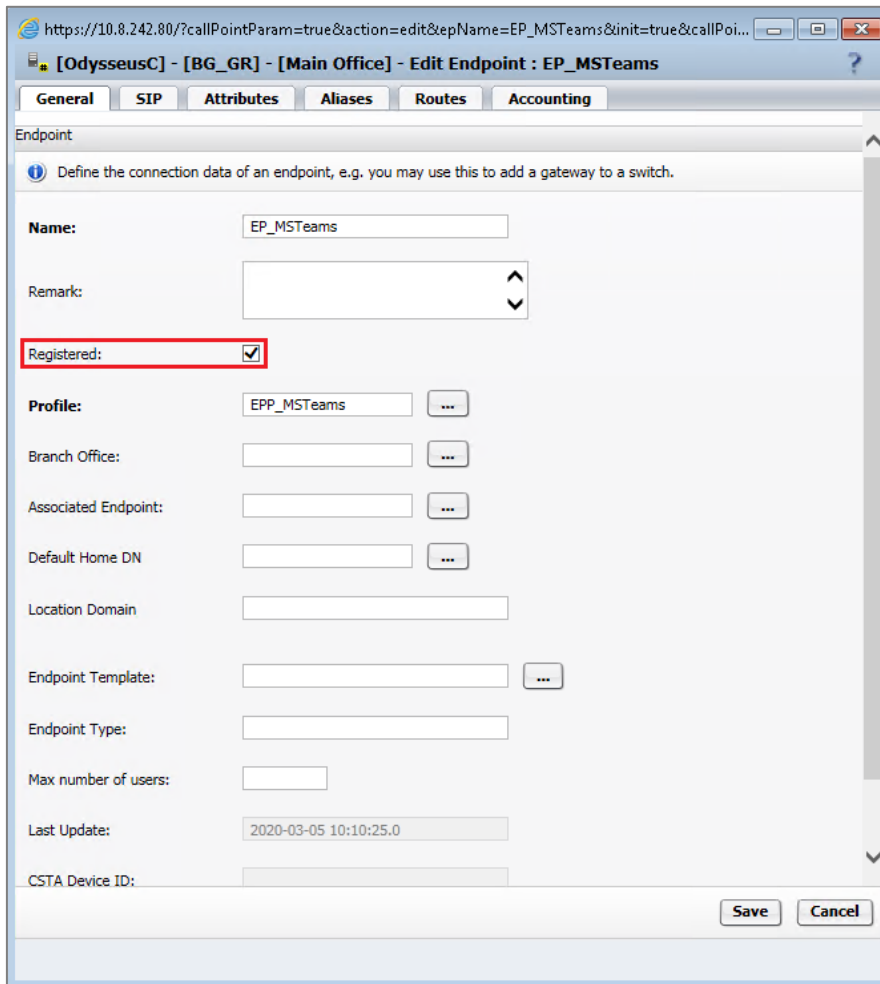 https://10.8.242.80/?callPointParam=true&action=edit&epName=EP_MSTeams&init=true&callPoi...
[OdysseusC] - [BG_GR] - [Main Office] - Edit Endpoint : EP_MSTeams ?
General SIP Attributes Aliases Routes Accounting
Endpoint
Define the connection data of an endpoint, e.g. you may use this to add a gateway to a switch.
Name: EP_MSTeams
Remark:
Registered:
Profile: EPP_MSTeams ...
Branch Office: ...
Associated Endpoint: ...
Default Home DN ...
Location Domain
Endpoint Template: ...
Endpoint Type:
Max number of users:
Last Update: 2020-03-05 10:10:25.0
CSTA Device ID:
Save Cancel